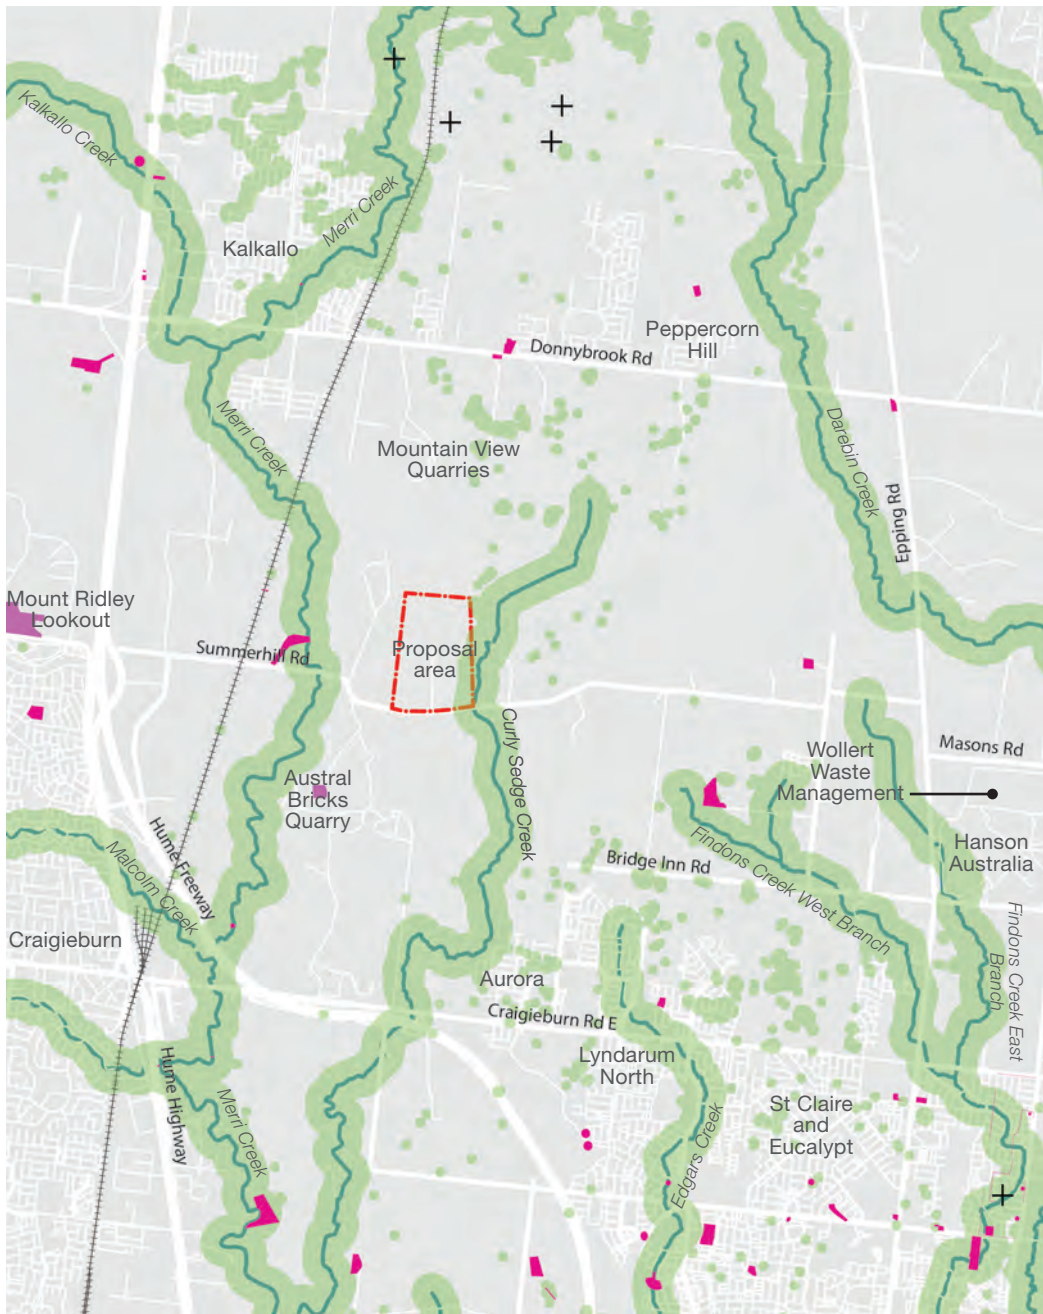 Kalkallo Creek
Merri Creek
Kalkallo
Peppercorn
Hill
Donnybrook Rd
Merri Creek
Mountain View
Quarries
Darebin Creek
Epping Rd
Mount Ridley
Lookout
Summerhill Rd
Proposal
area
Curly Sedge Creek
Masons Rd
Wollert
Waste
Management
Austral
Bricks
Quarry
Hanson
Australia
Hume Freeway
Malcolm Creek
Bridge Inn Rd
Findons Creek West Branch
Findons Creek East
Branch
Craigieburn
Aurora
Craigieburn Rd E
Lyndarum
North
Hume Highway
Merri Creek
Edgars Creek
St Claire
and
Eucalypt